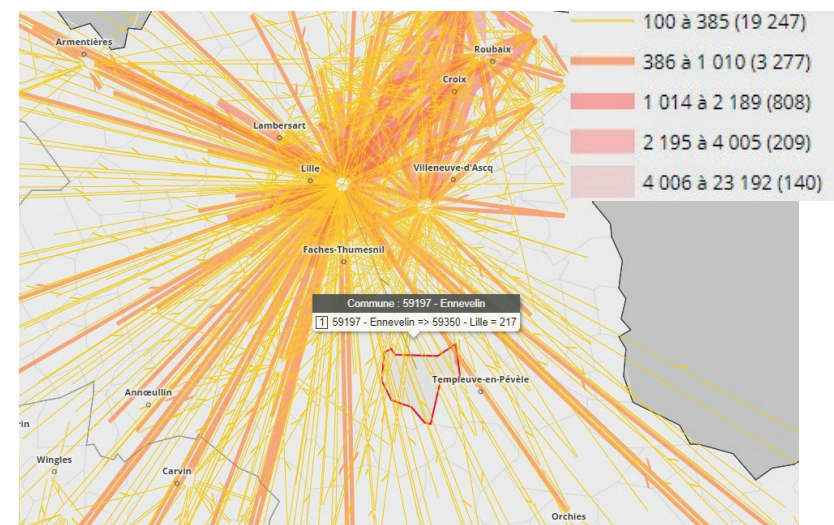 100 à 385 (19 247)
386 à 1 010 (3 277)
1 014 à 2 189 (808)
2 195 à 4 005 (209)
4 006 à 23 192 (140)
Armentières
Roubaix
Croix
Lambersart
Lille
Villeneuve-d'Ascq
Faches-Thumesnil
Commune : 59197 - Ennevelin
1 59197 - Ennevelin => 59350 - Lille = 217
Templeuve-en-Pévèle
Annœullin
in
Wingles
Carvin
Orchies